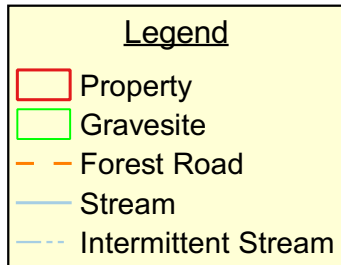 Legend
Property
Gravesite
Forest Road
Stream
Intermittent Stream